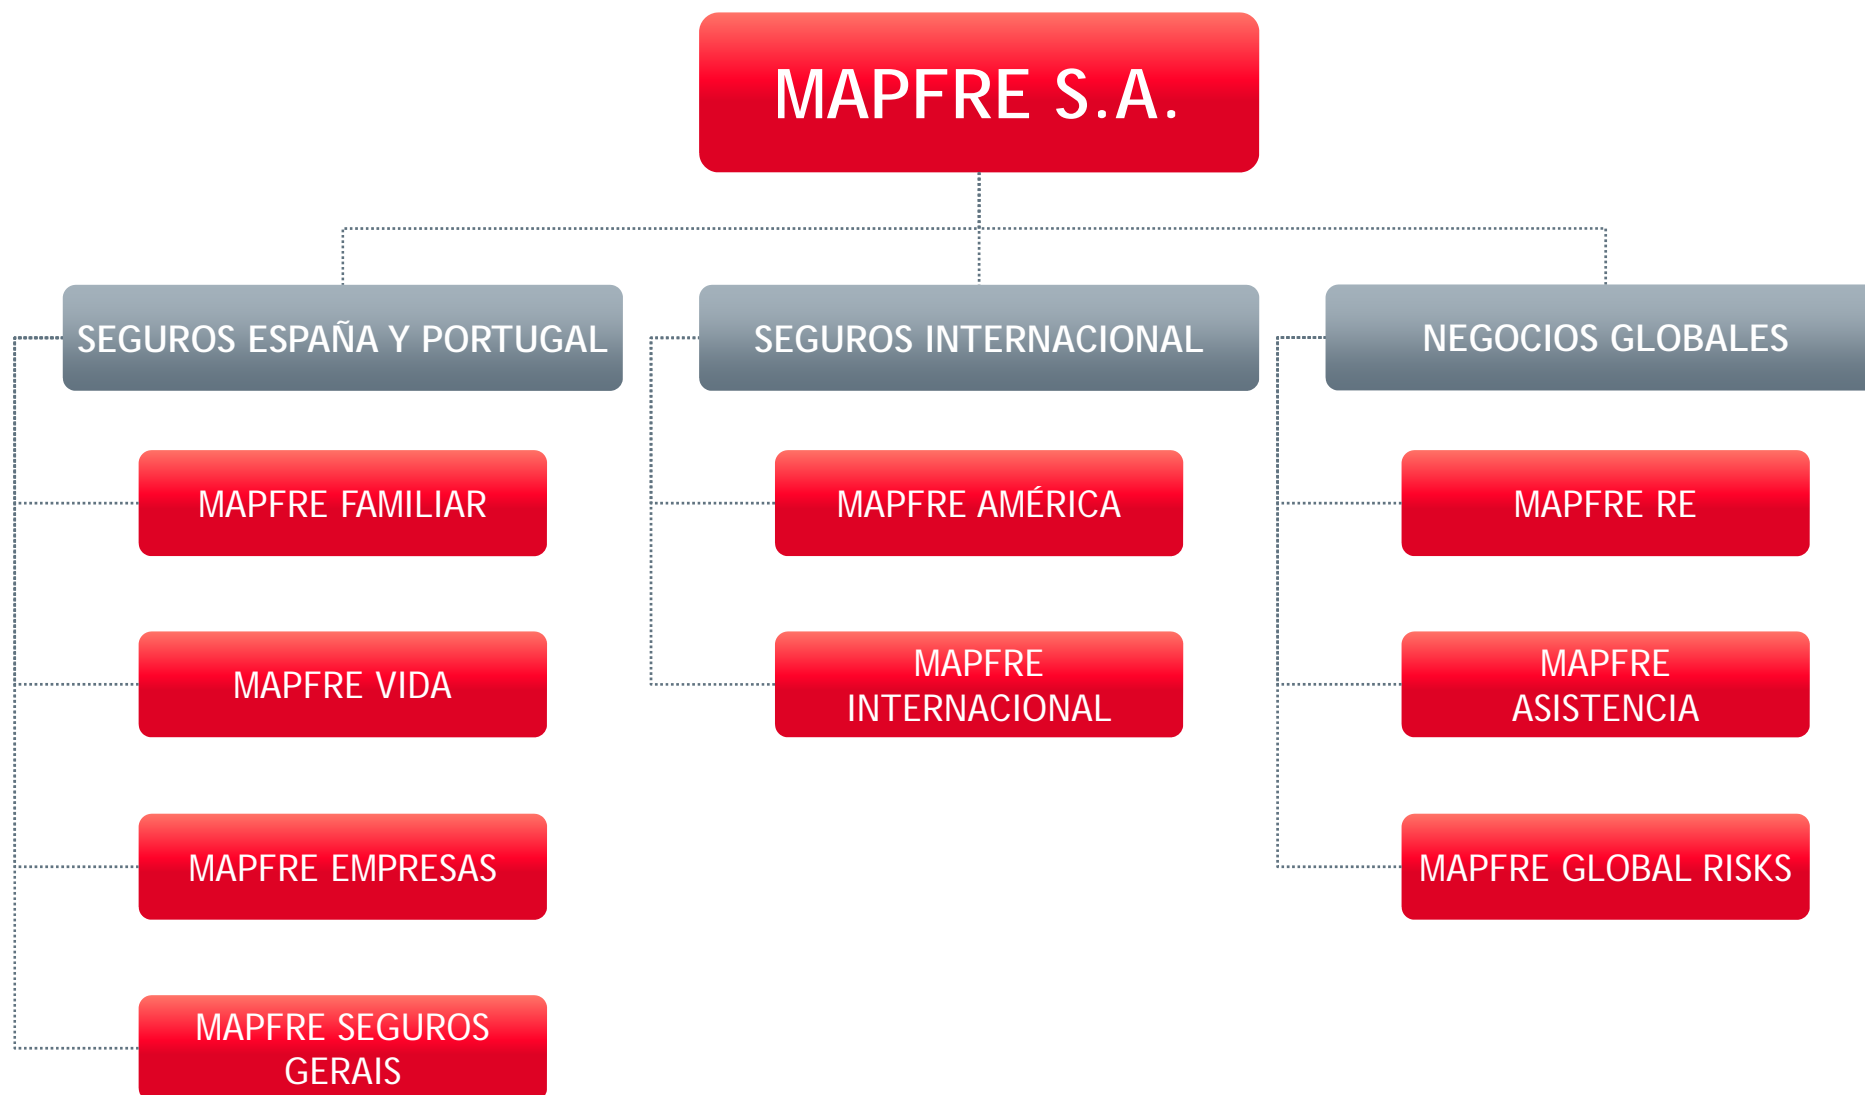 MAPFRE S.A.
SEGUROS ESPAÑA Y PORTUGAL
MAPFRE FAMILIAR
MAPFRE VIDA
MAPFRE EMPRESAS
MAPFRE SEGUROS
GERAIS
SEGUROS INTERNACIONAL
MAPFRE AMÉRICA
MAPFRE
INTERNACIONAL
NEGOCIOS GLOBALES
MAPFRE RE
MAPFRE
ASISTENCIA
MAPFRE GLOBAL RISKS